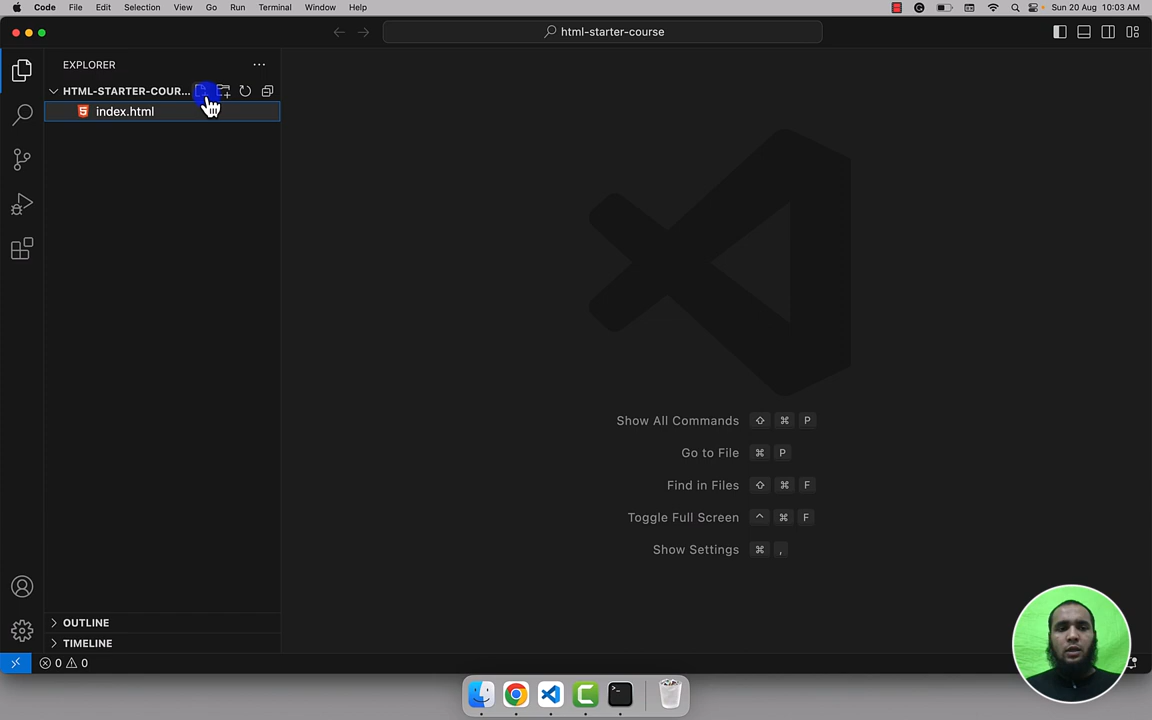 Code File Edit Selection View Go Run Terminal Window Help Sun 20 Aug 10:03 AM
html-starter-course
EXPLORER
HTML-STARTER-COUR...
index.html
Show All Commands ⇧ ⌘ P
Go to File ⌘ P
Find in Files ⇧ ⌘ F
Toggle Full Screen ^ ⌘ F
Show Settings ⌘ ,
OUTLINE
TIMELINE
0 0